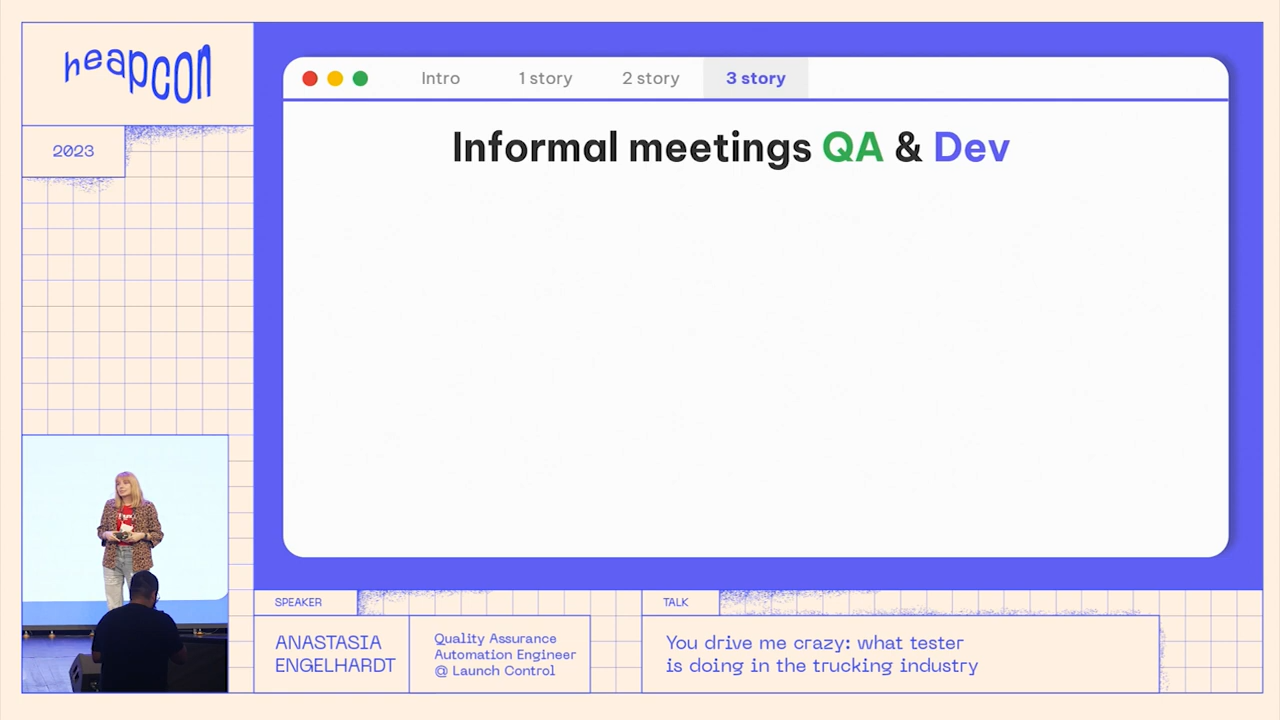 heapcon
2023
Intro
1 story
2 story
3 story
Informal meetings QA & Dev
SPEAKER
ANASTASIA
ENGELHARDT
Quality Assurance
Automation Engineer
@ Launch Control
TALK
You drive me crazy: what tester
is doing in the trucking industry